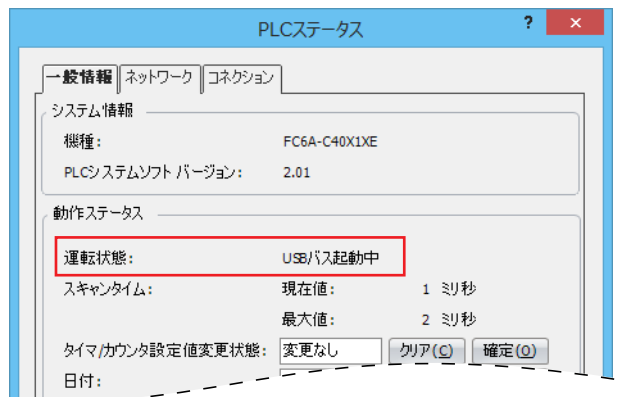 PLCステータス
? ×
一般情報 ネットワーク コネクション
システム情報
機種: FC6A-C40X1XE
PLCシステムソフト バージョン: 2.01
動作ステータス
運転状態: USBバス起動中
スキャンタイム: 現在値: 1 ミリ秒
最大値: 2 ミリ秒
タイマ/カウンタ設定値変更状態: 変更なし クリア(C) 確定(O)
日付: